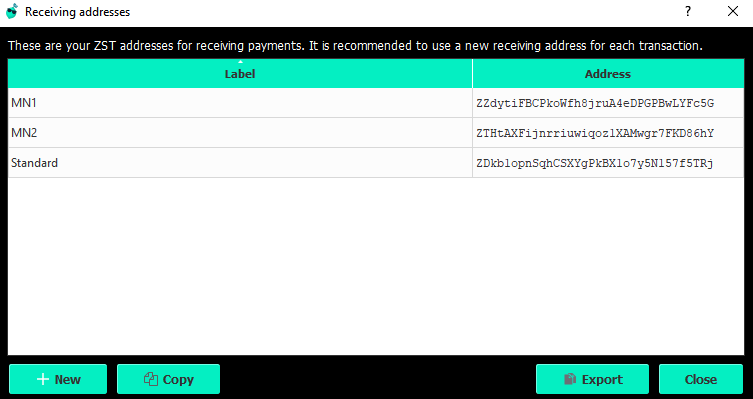 Receiving addresses
These are your ZST addresses for receiving payments. It is recommended to use a new receiving address for each transaction.
Label Address
MN1 ZZdytiFBCPkoWfh8jruA4eDPGPBwLYFc5G
MN2 ZTHtAXFijnrriuwiqoz1XAMwgr7FKD86hY
Standard ZDkb1opnSqhCSXYgPkBX1o7y5N157f5TRj
New Copy Export Close